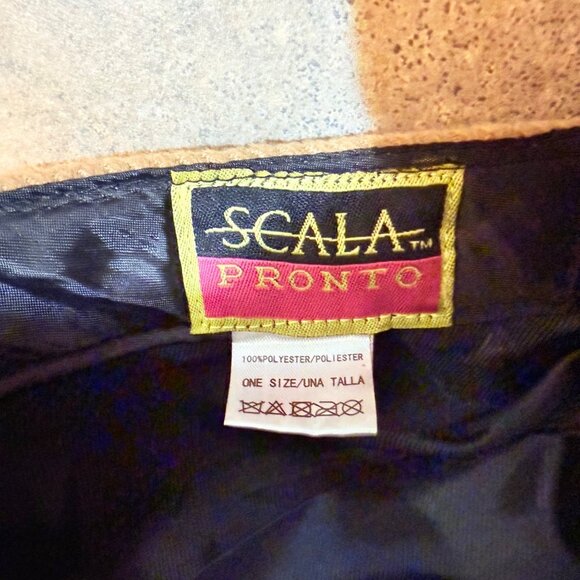 SCALA™
PRONTO
100%POLYESTER/POLIESTER
ONE SIZE/UNA TALLA